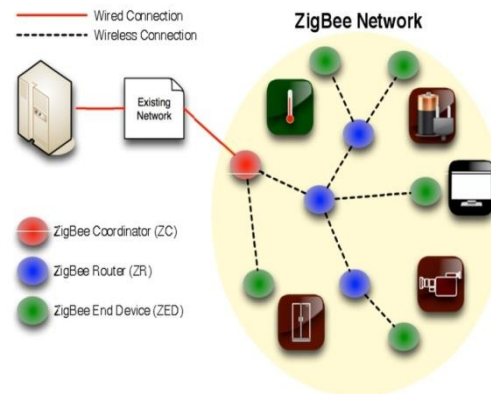 Wired Connection
Wireless Connection
ZigBee Network
Existing
Network
ZigBee Coordinator (ZC)
ZigBee Router (ZR)
ZigBee End Device (ZED)